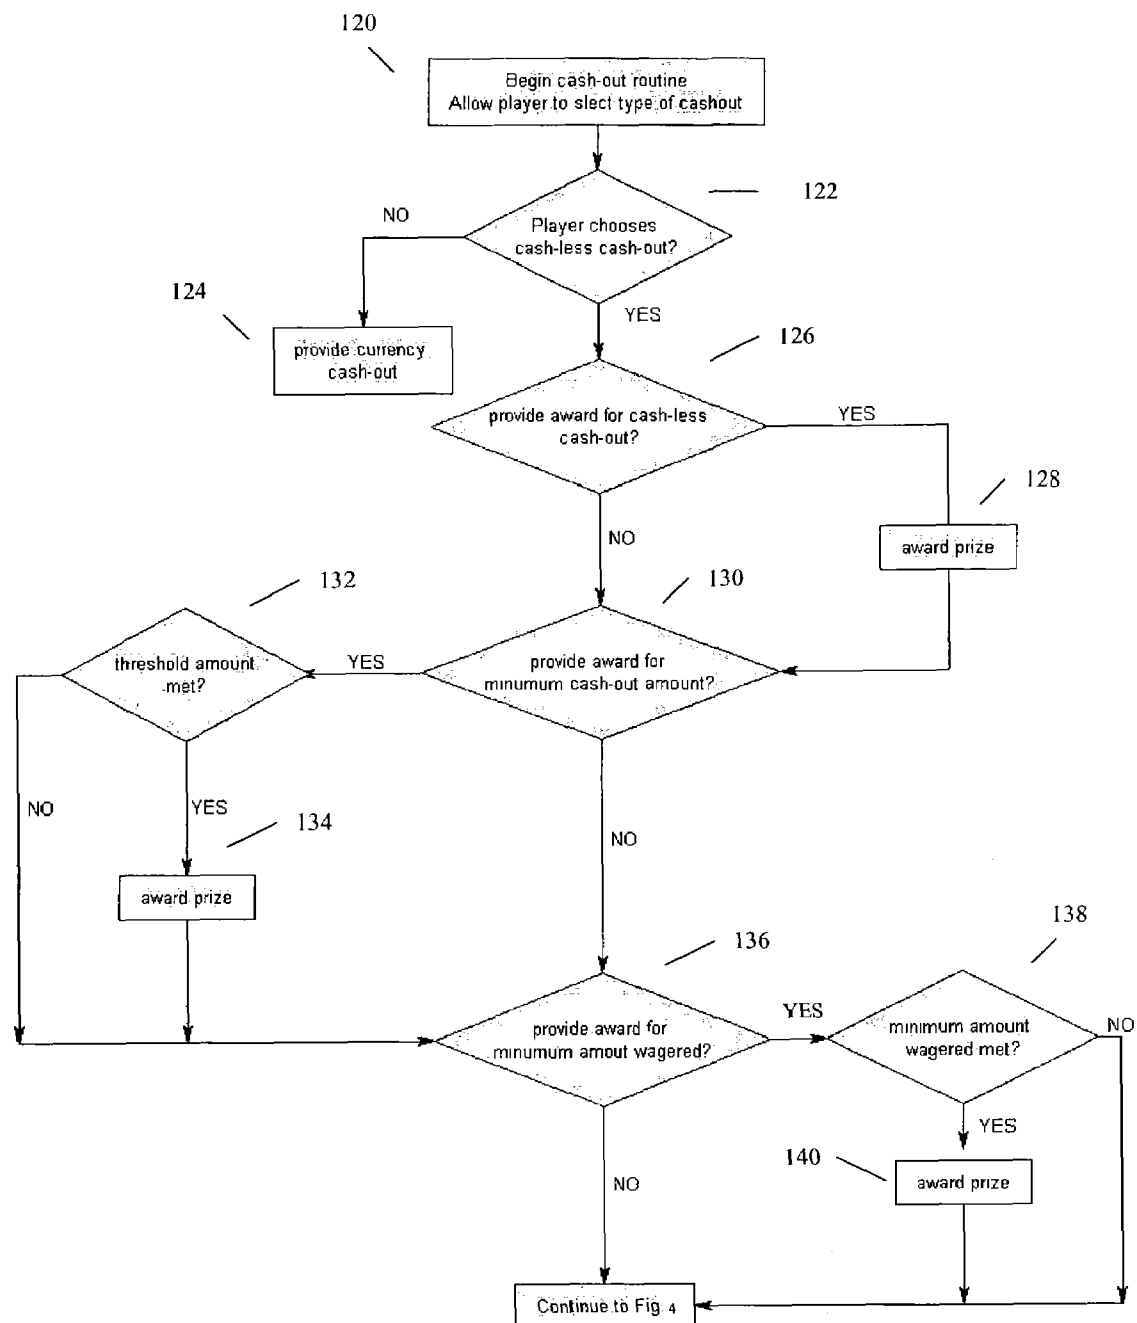 120
Begin cash-out routine
Allow player to slect type of cashout
122
Player chooses
cash-less cash-out?
NO
YES
124
provide currency
cash-out
126
provide award for cash-less
cash-out?
YES
NO
128
award prize
130
provide award for
minimum cash-out amount?
YES
NO
132
threshold amount
met?
NO
YES
134
award prize
136
provide award for
minumum amout wagered?
YES
NO
138
minimum amount
wagered met?
NO
YES
140
award prize
Continue to Fig. 4